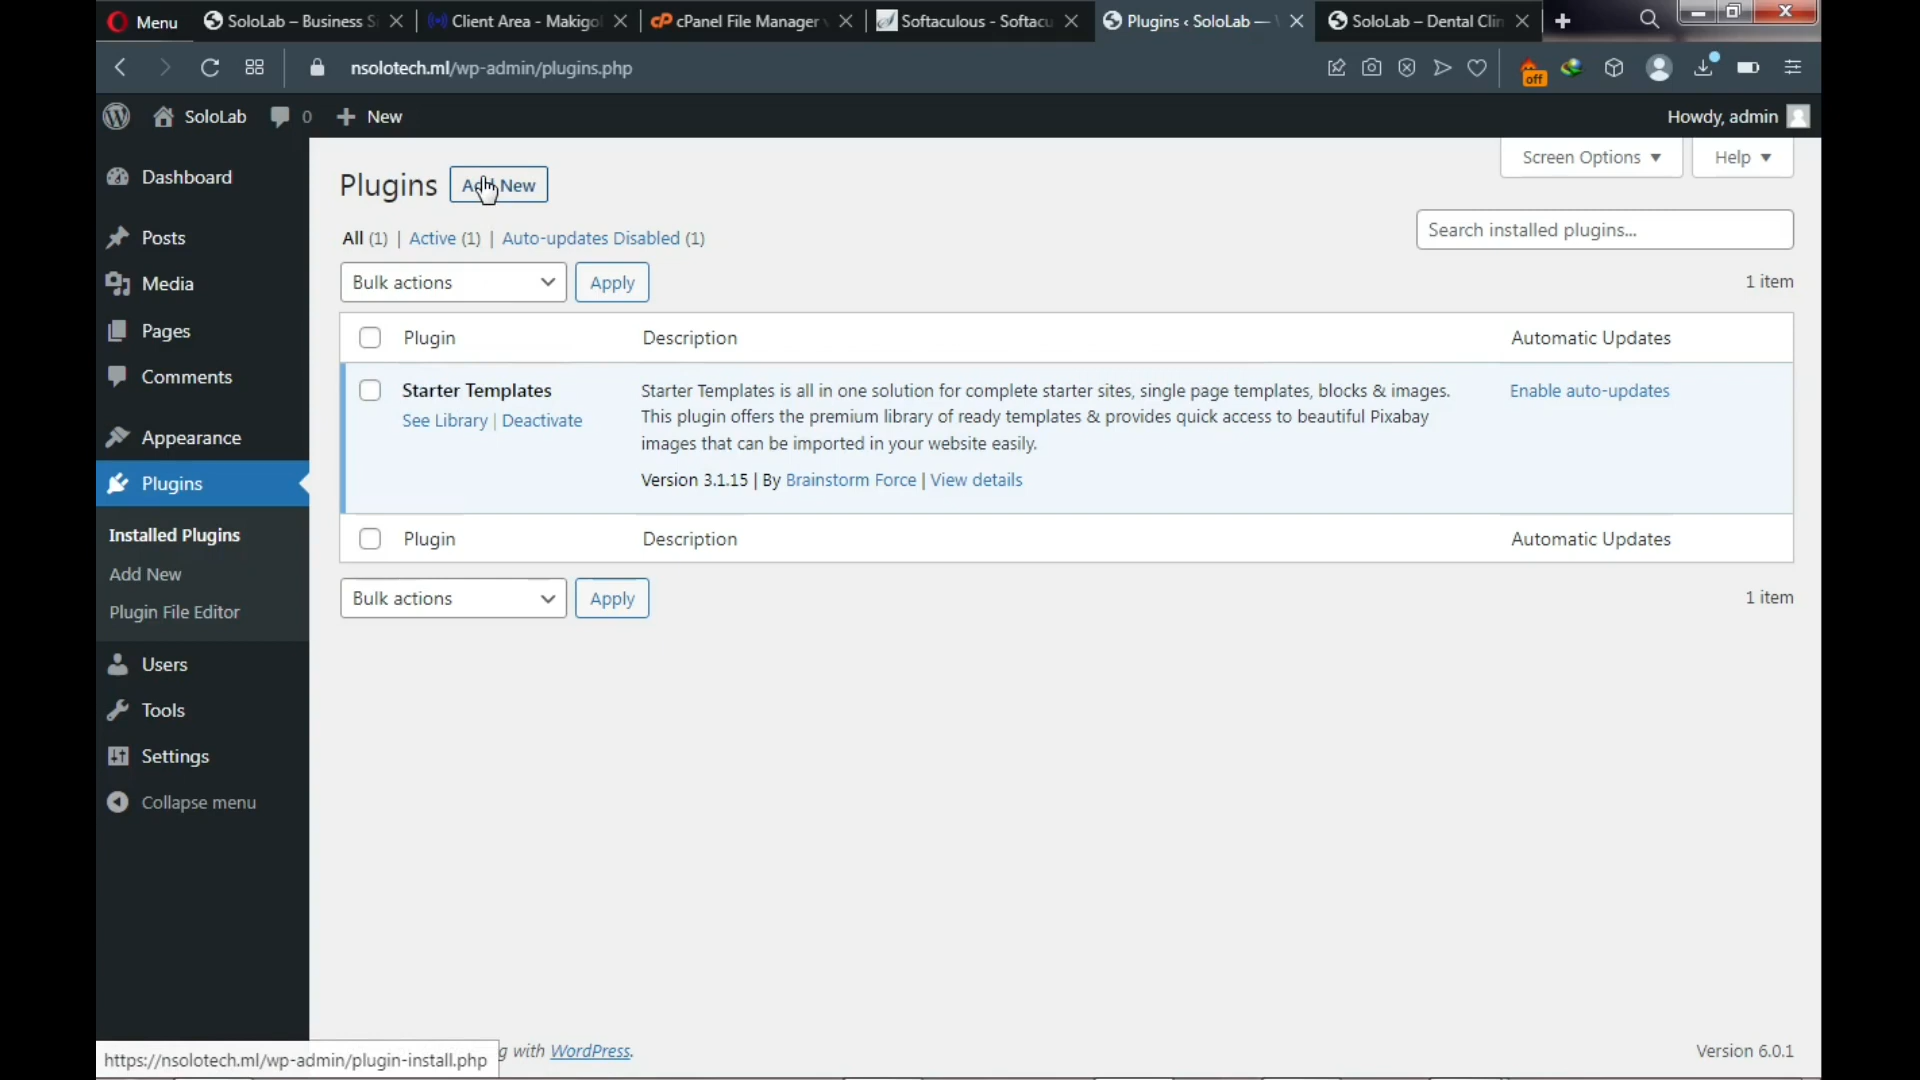 Menu
SoloLab – Business S
Client Area - Makigol
cPanel File Manager
Softaculous - Softacu
Plugins ‹ SoloLab —
SoloLab – Dental Clin
nsolotech.ml/wp-admin/plugins.php
off
SoloLab
0
New
Howdy, admin
Dashboard
Posts
Media
Pages
Comments
Appearance
Plugins
Installed Plugins
Add New
Plugin File Editor
Users
Tools
Settings
Collapse menu
Screen Options
Help
Plugins
Add New
All (1) | Active (1) | Auto-updates Disabled (1)
Search installed plugins...
Bulk actions
Apply
1 item
Plugin
Description
Automatic Updates
Starter Templates
See Library | Deactivate
Starter Templates is all in one solution for complete starter sites, single page templates, blocks & images.
This plugin offers the premium library of ready templates & provides quick access to beautiful Pixabay
images that can be imported in your website easily.
Version 3.1.15 | By Brainstorm Force | View details
Enable auto-updates
Plugin
Description
Automatic Updates
Bulk actions
Apply
1 item
https://nsolotech.ml/wp-admin/plugin-install.php
g with WordPress.
Version 6.0.1